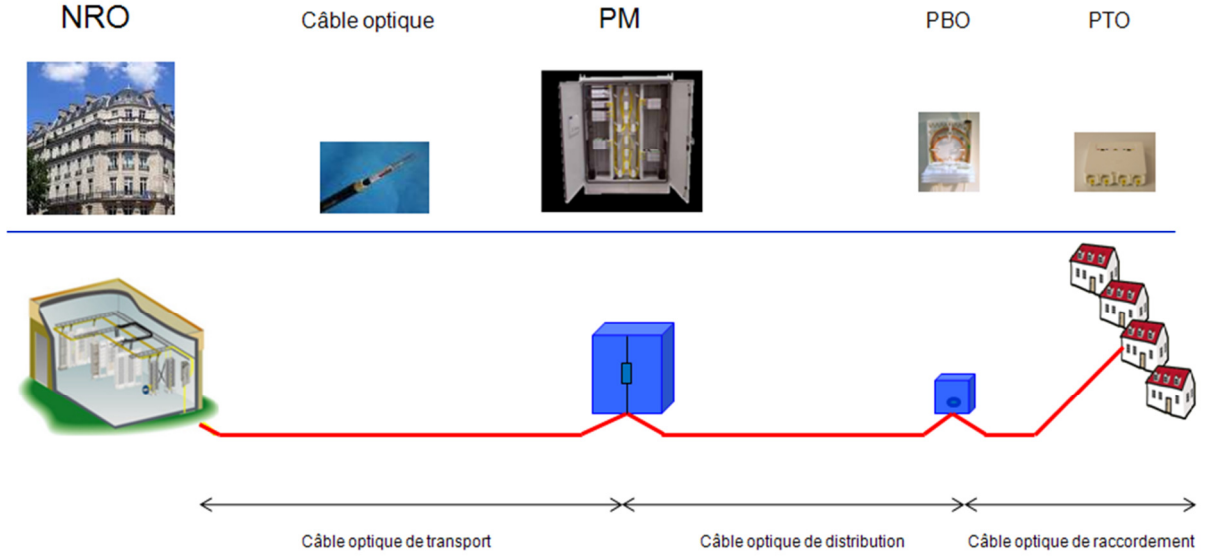 NRO
Câble optique
PM
PBO
PTO
Câble optique de transport
Câble optique de distribution
Câble optique de raccordement